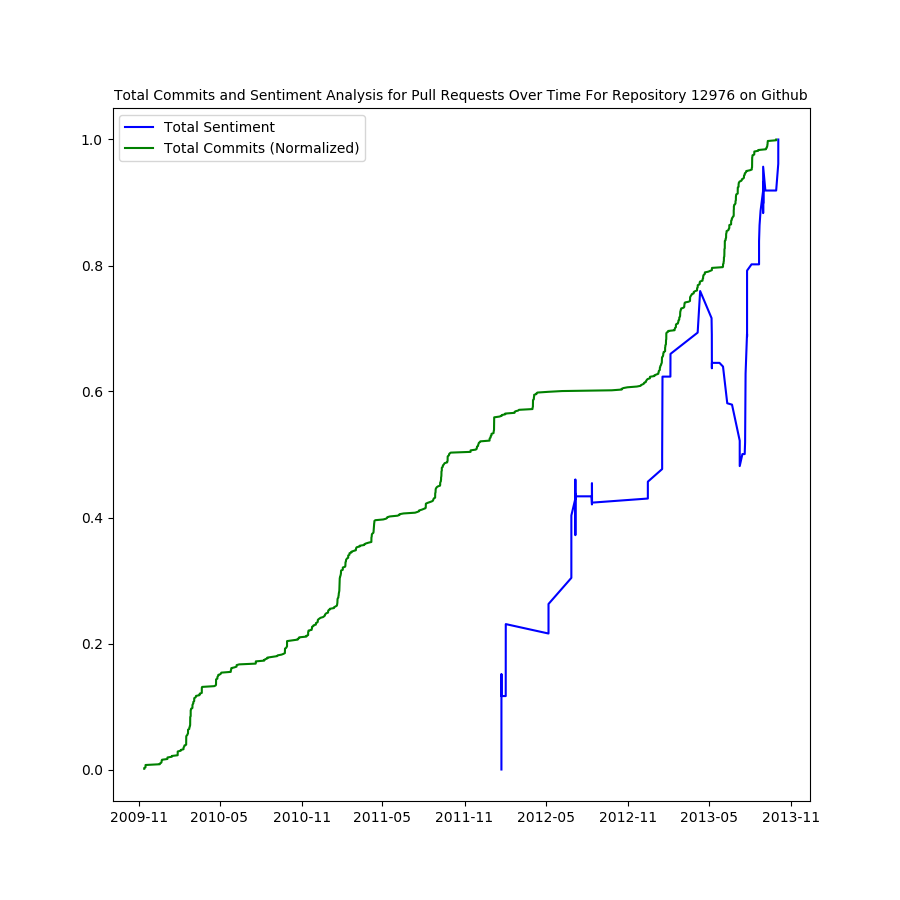 Total Commits and Sentiment Analysis for Pull Requests Over Time For Repository 12976 on Github
Total Sentiment
Total Commits (Normalized)
1.0
0.8
0.6
0.4
0.2
0.0
2009-11 2010-05 2010-11 2011-05 2011-11 2012-05 2012-11 2013-05 2013-11